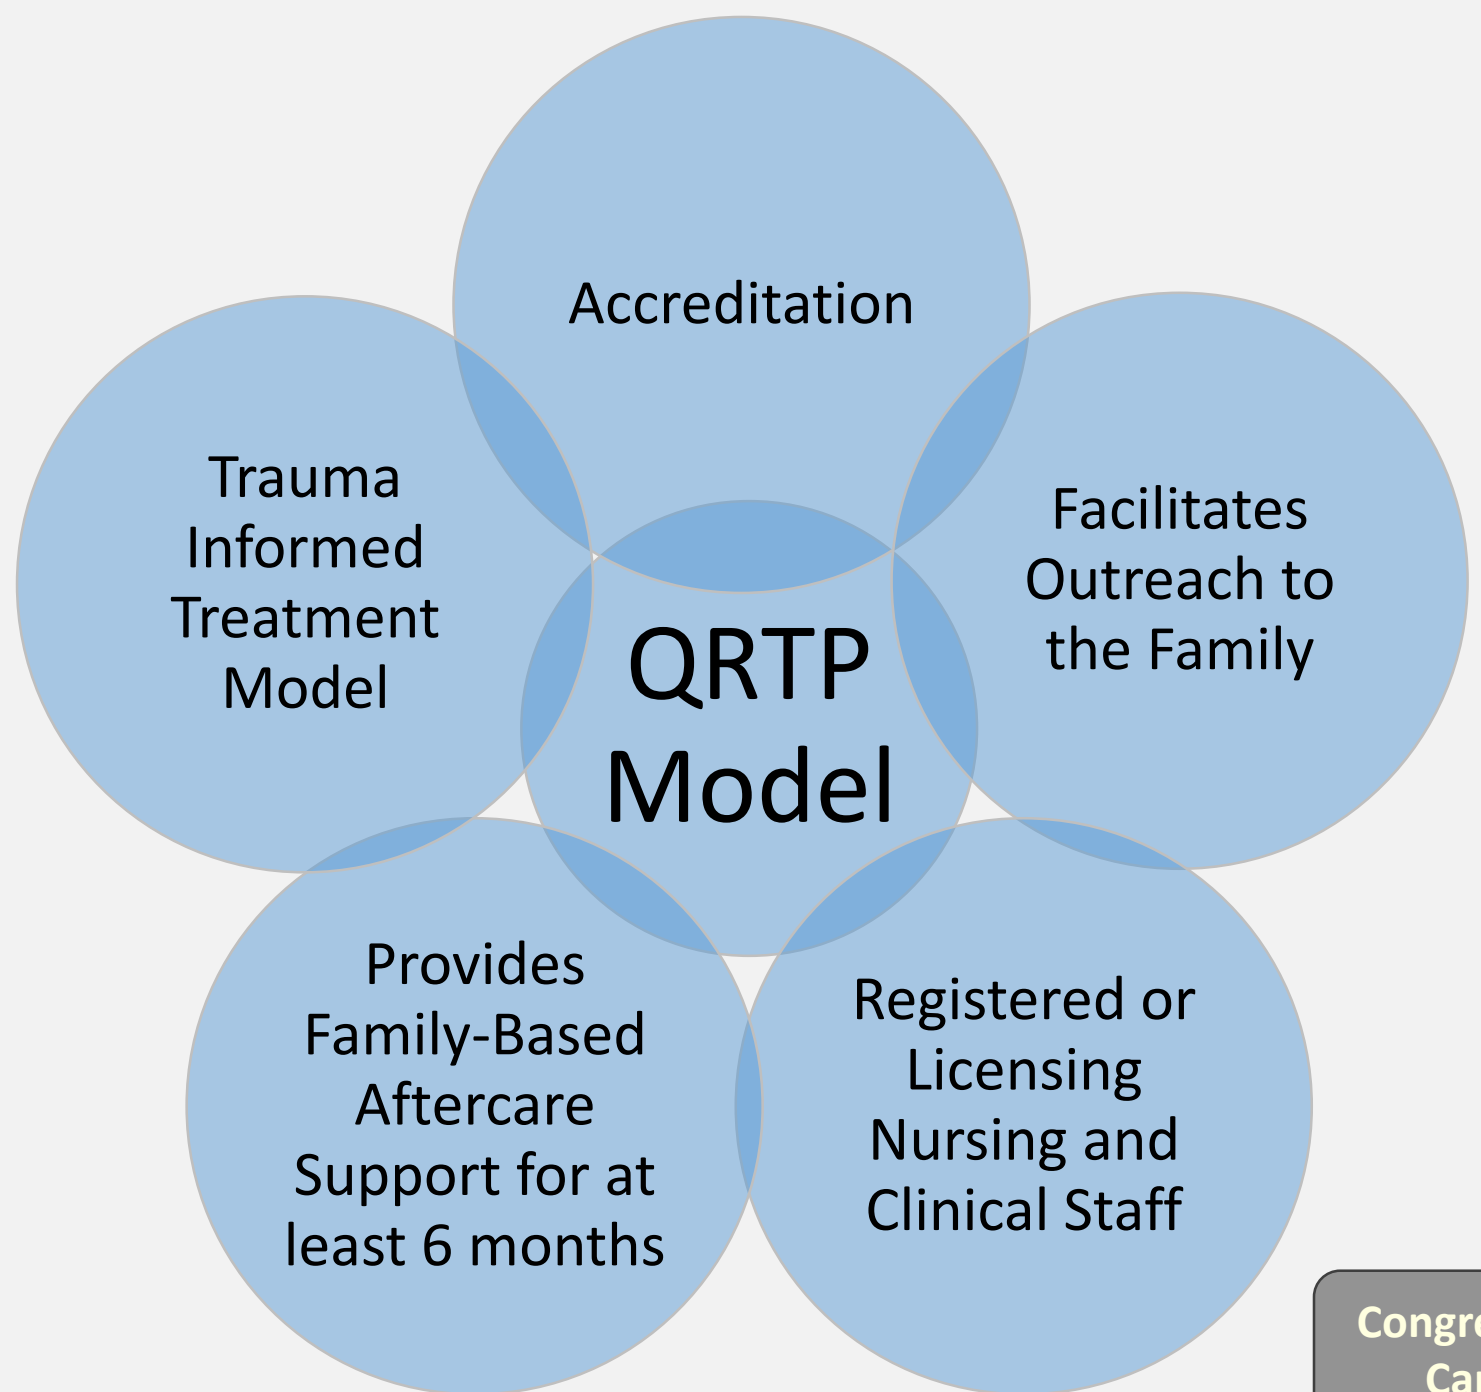 Accreditation
Trauma
Informed
Treatment
Model
Facilitates
Outreach to
the Family
QRTP
Model
Provides
Family-Based
Aftercare
Support for at
least 6 months
Registered or
Licensing
Nursing and
Clinical Staff